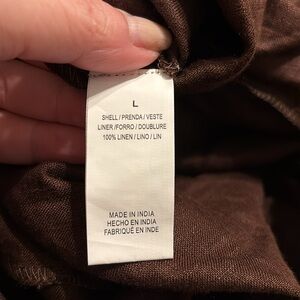 L
SHELL / PRENDA / VESTE
LINER / FORRO / DOUBLURE
100% LINEN / LINO / LIN
MADE IN INDIA
HECHO EN INDIA
FABRIQUÉ EN INDE